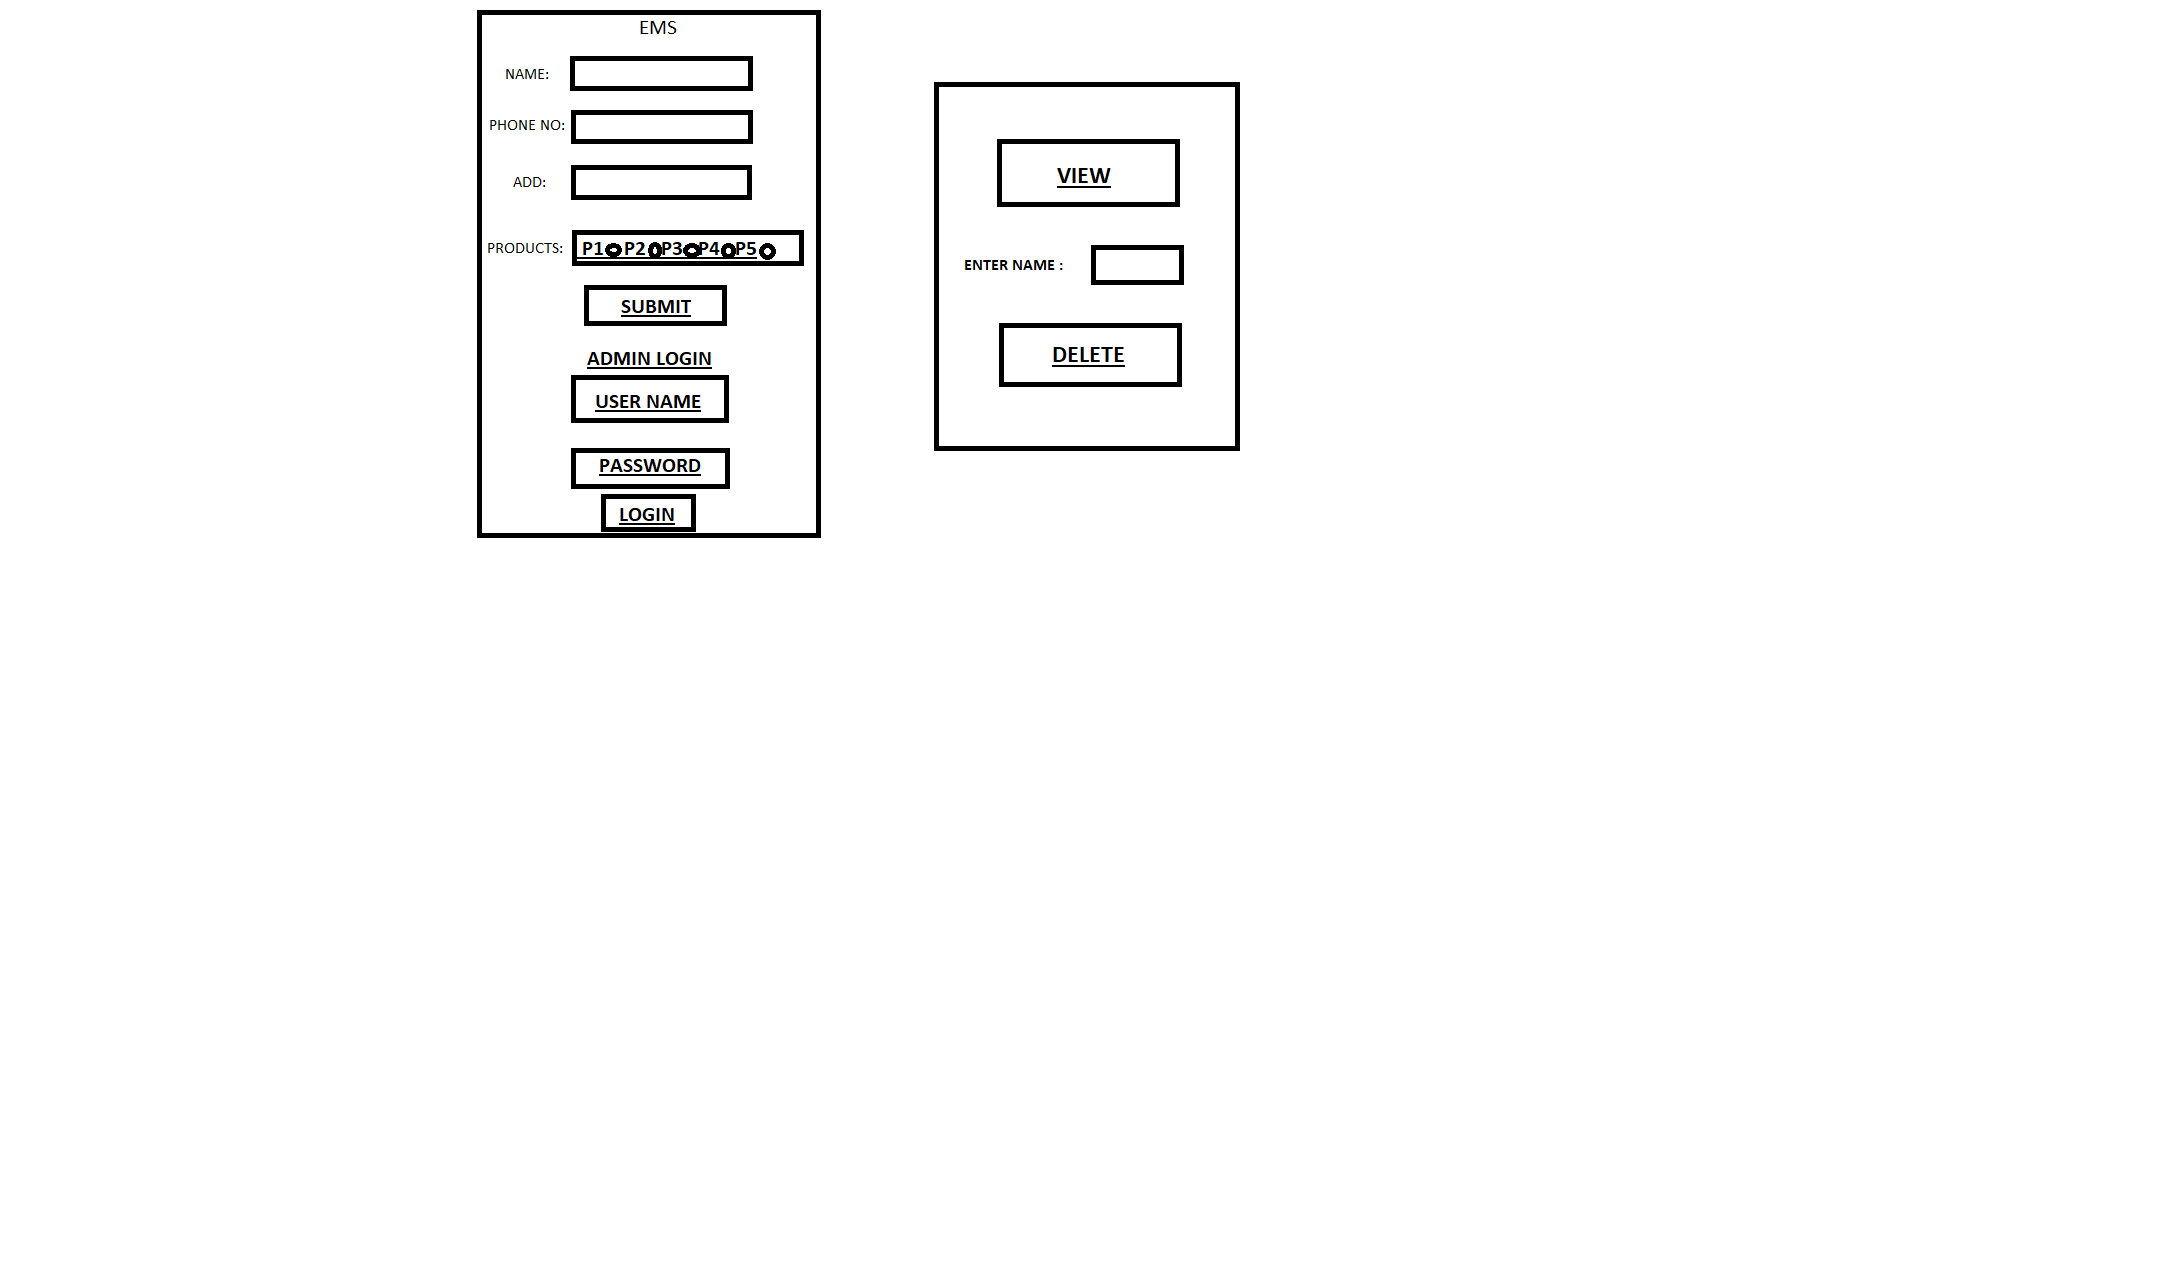 EMS
NAME:
PHONE NO:
ADD:
PRODUCTS: P1 P2 P3 P4 P5
SUBMIT
ADMIN LOGIN
USER NAME
PASSWORD
LOGIN
VIEW
ENTER NAME :
DELETE